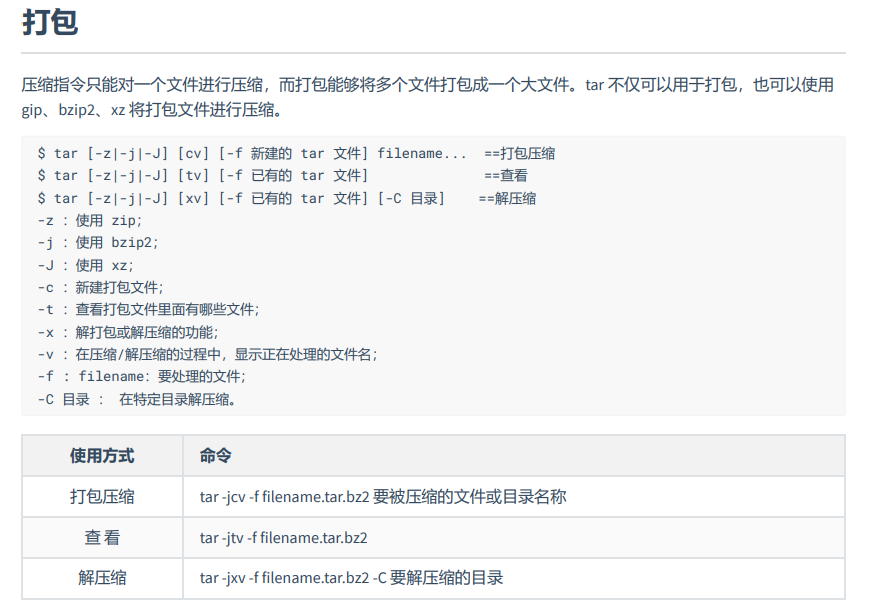 打包
压缩指令只能对一个文件进行压缩，而打包能够将多个文件打包成一个大文件。tar 不仅可以用于打包，也可以使用
gip、bzip2、xz 将打包文件进行压缩。
$ tar [-z|-j|-J] [cv] [-f 新建的 tar 文件] filename...  ==打包压缩
$ tar [-z|-j|-J] [tv] [-f 已有的 tar 文件]              ==查看
$ tar [-z|-j|-J] [xv] [-f 已有的 tar 文件] [-C 目录]    ==解压缩
-z ：使用 zip；
-j ：使用 bzip2；
-J ：使用 xz；
-c ：新建打包文件；
-t ：查看打包文件里面有哪些文件；
-x ：解打包或解压缩的功能；
-v ：在压缩/解压缩的过程中，显示正在处理的文件名；
-f : filename：要处理的文件；
-C 目录 ： 在特定目录解压缩。
使用方式 命令
打包压缩 tar -jcv -f filename.tar.bz2 要被压缩的文件或目录名称
查 看 tar -jtv -f filename.tar.bz2
解压缩 tar -jxv -f filename.tar.bz2 -C 要解压缩的目录